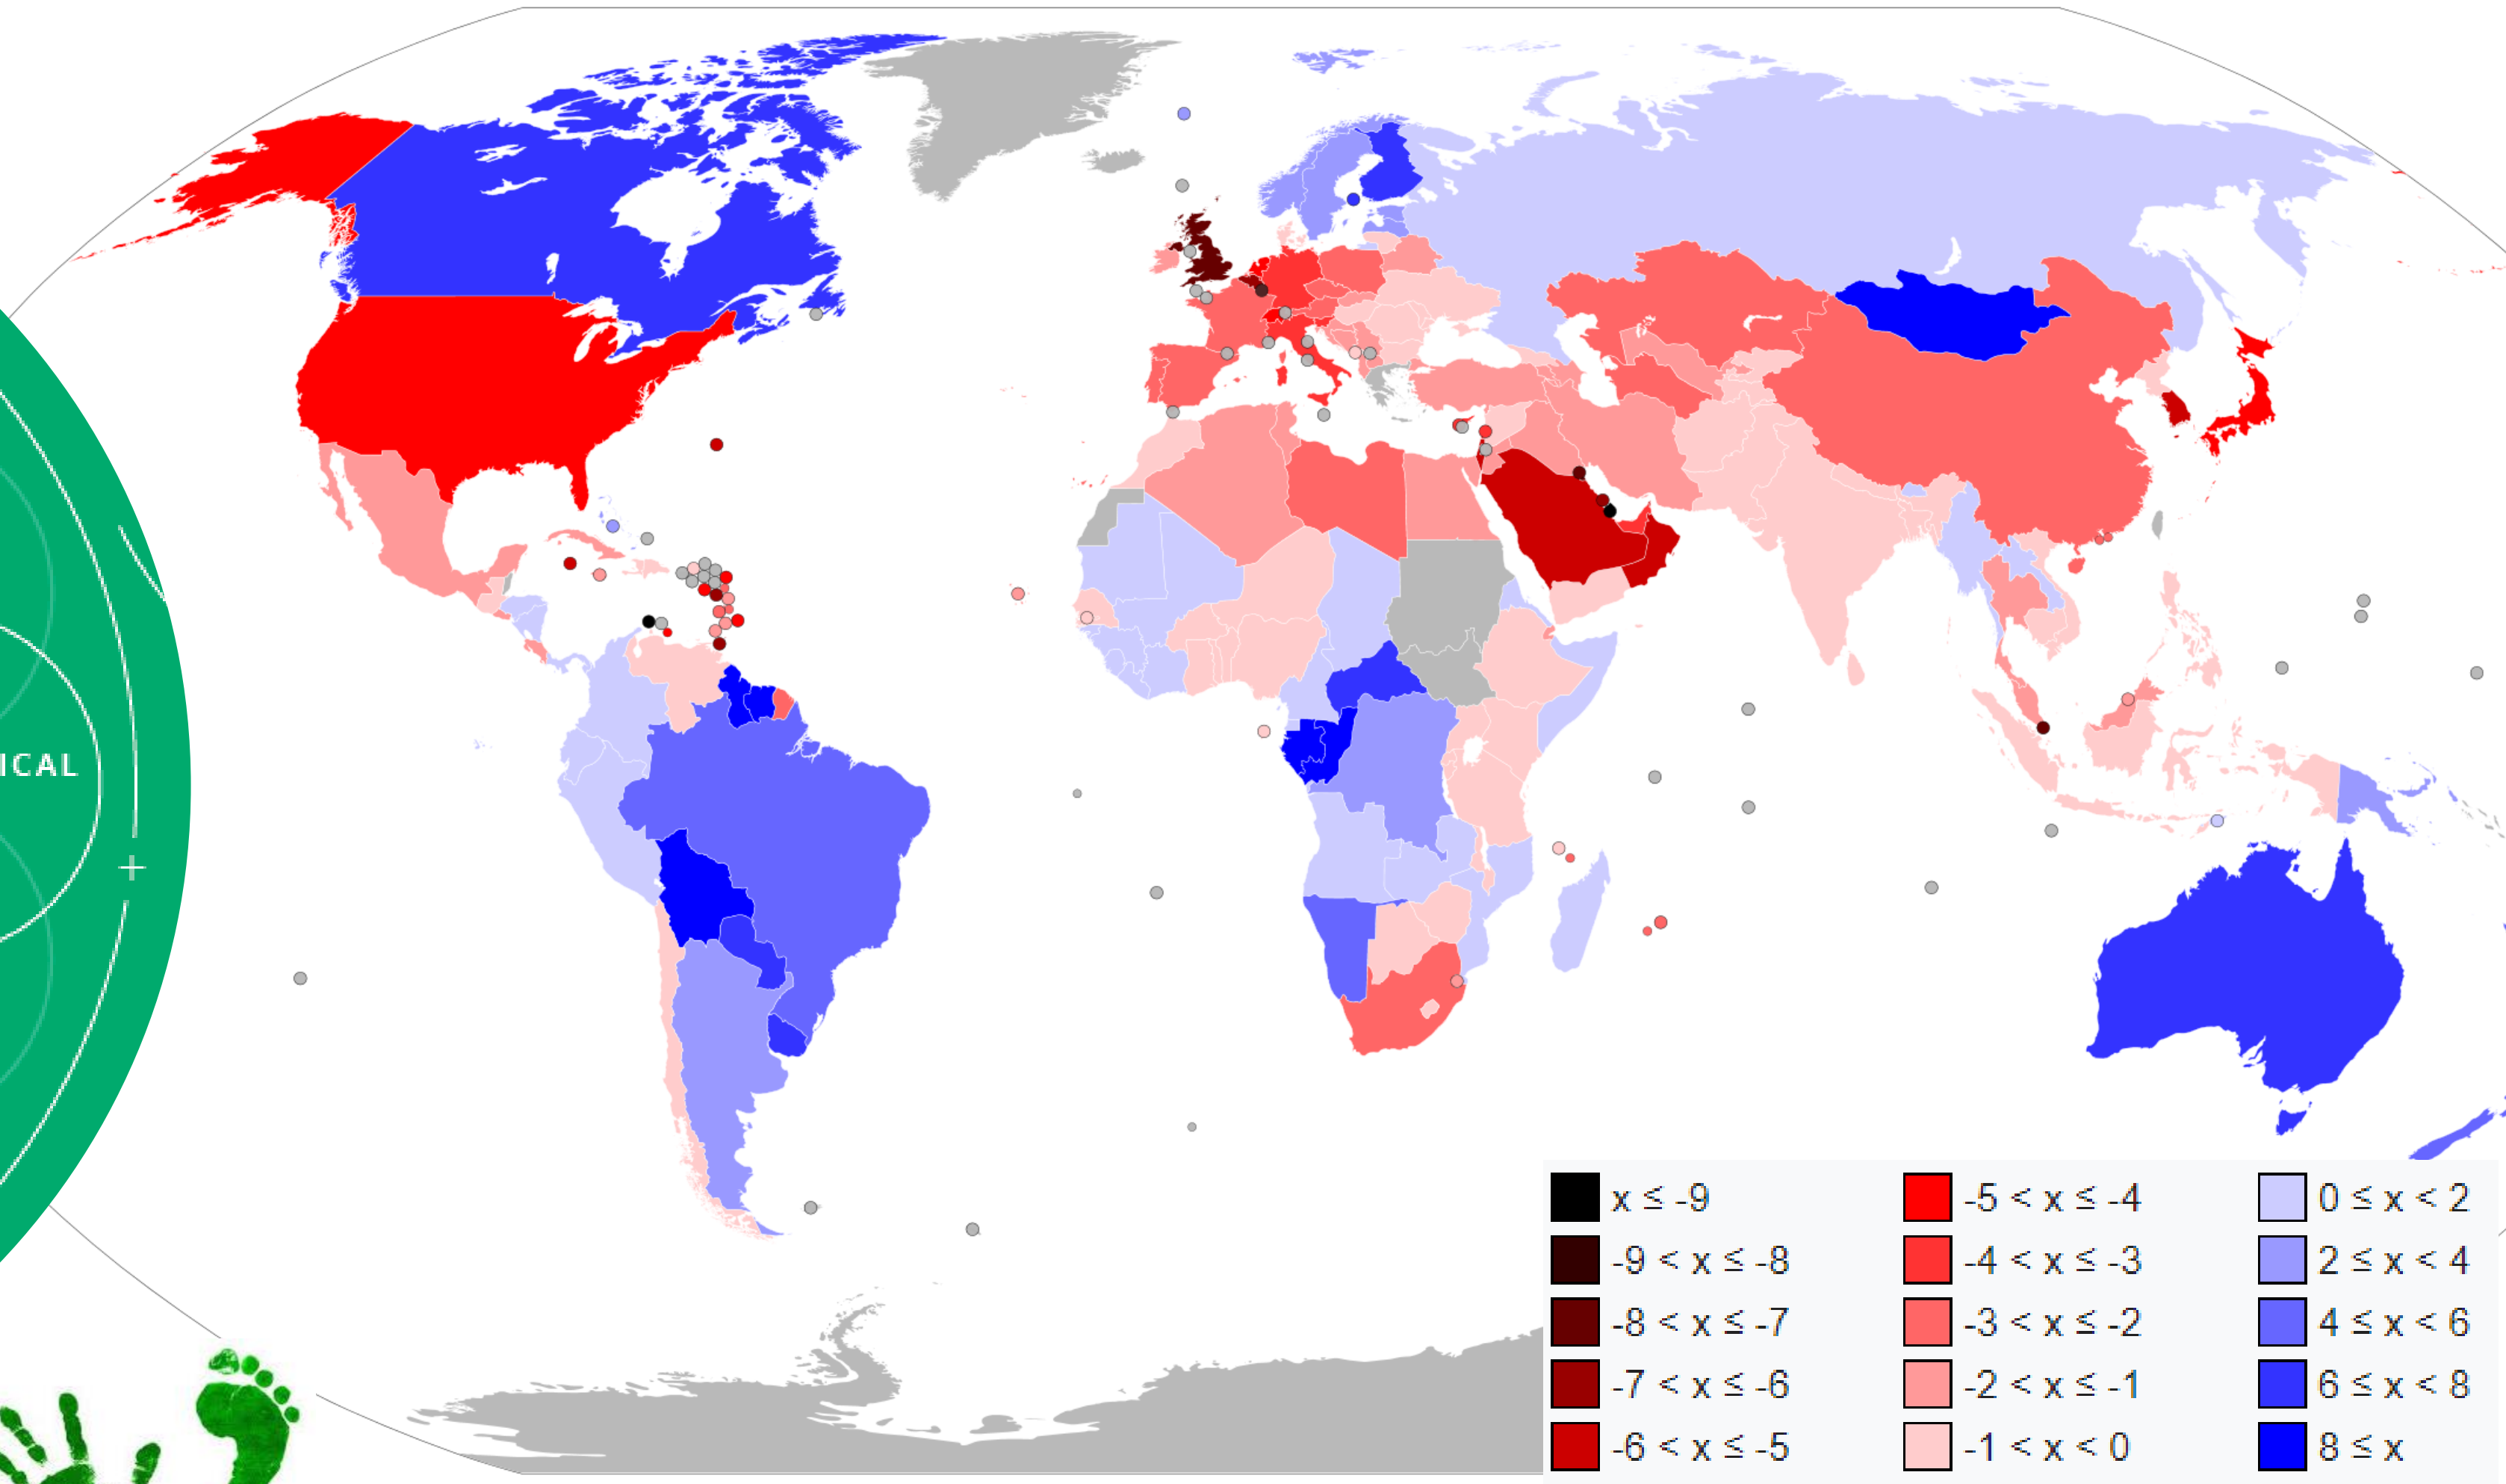 ICAL
x ≤ -9
-9 < x ≤ -8
-8 < x ≤ -7
-7 < x ≤ -6
-6 < x ≤ -5
-5 < x ≤ -4
-4 < x ≤ -3
-3 < x ≤ -2
-2 < x ≤ -1
-1 < x < 0
0 ≤ x < 2
2 ≤ x < 4
4 ≤ x < 6
6 ≤ x < 8
8 ≤ x